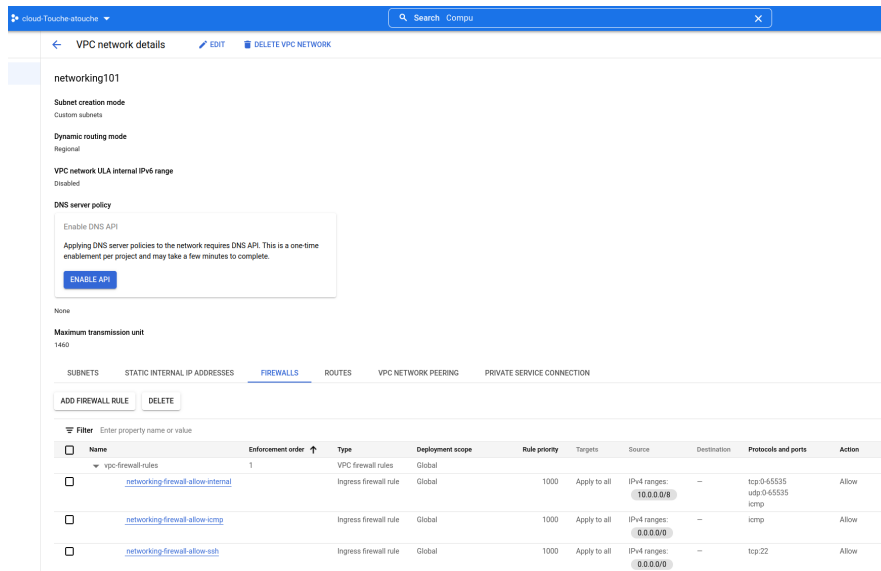 cloud-Touche-atouche
Search Compu
VPC network details EDIT DELETE VPC NETWORK
networking101
Subnet creation mode
Custom subnets
Dynamic routing mode
Regional
VPC network ULA internal IPv6 range
Disabled
DNS server policy
Enable DNS API
Applying DNS server policies to the network requires DNS API. This is a one-time
enablement per project and may take a few minutes to complete.
ENABLE API
None
Maximum transmission unit
1460
SUBNETS STATIC INTERNAL IP ADDRESSES FIREWALLS ROUTES VPC NETWORK PEERING PRIVATE SERVICE CONNECTION
ADD FIREWALL RULE DELETE
Filter Enter property name or value
Name Enforcement order Type Deployment scope Rule priority Targets Source Destination Protocols and ports Action
vpc-firewall-rules 1 VPC firewall rules Global
networking-firewall-allow-internal Ingress firewall rule Global 1000 Apply to all IPv4 ranges: – tcp:0-65535 Allow
10.0.0.0/8 udp:0-65535
icmp
networking-firewall-allow-icmp Ingress firewall rule Global 1000 Apply to all IPv4 ranges: – icmp Allow
0.0.0.0/0
networking-firewall-allow-ssh Ingress firewall rule Global 1000 Apply to all IPv4 ranges: – tcp:22 Allow
0.0.0.0/0